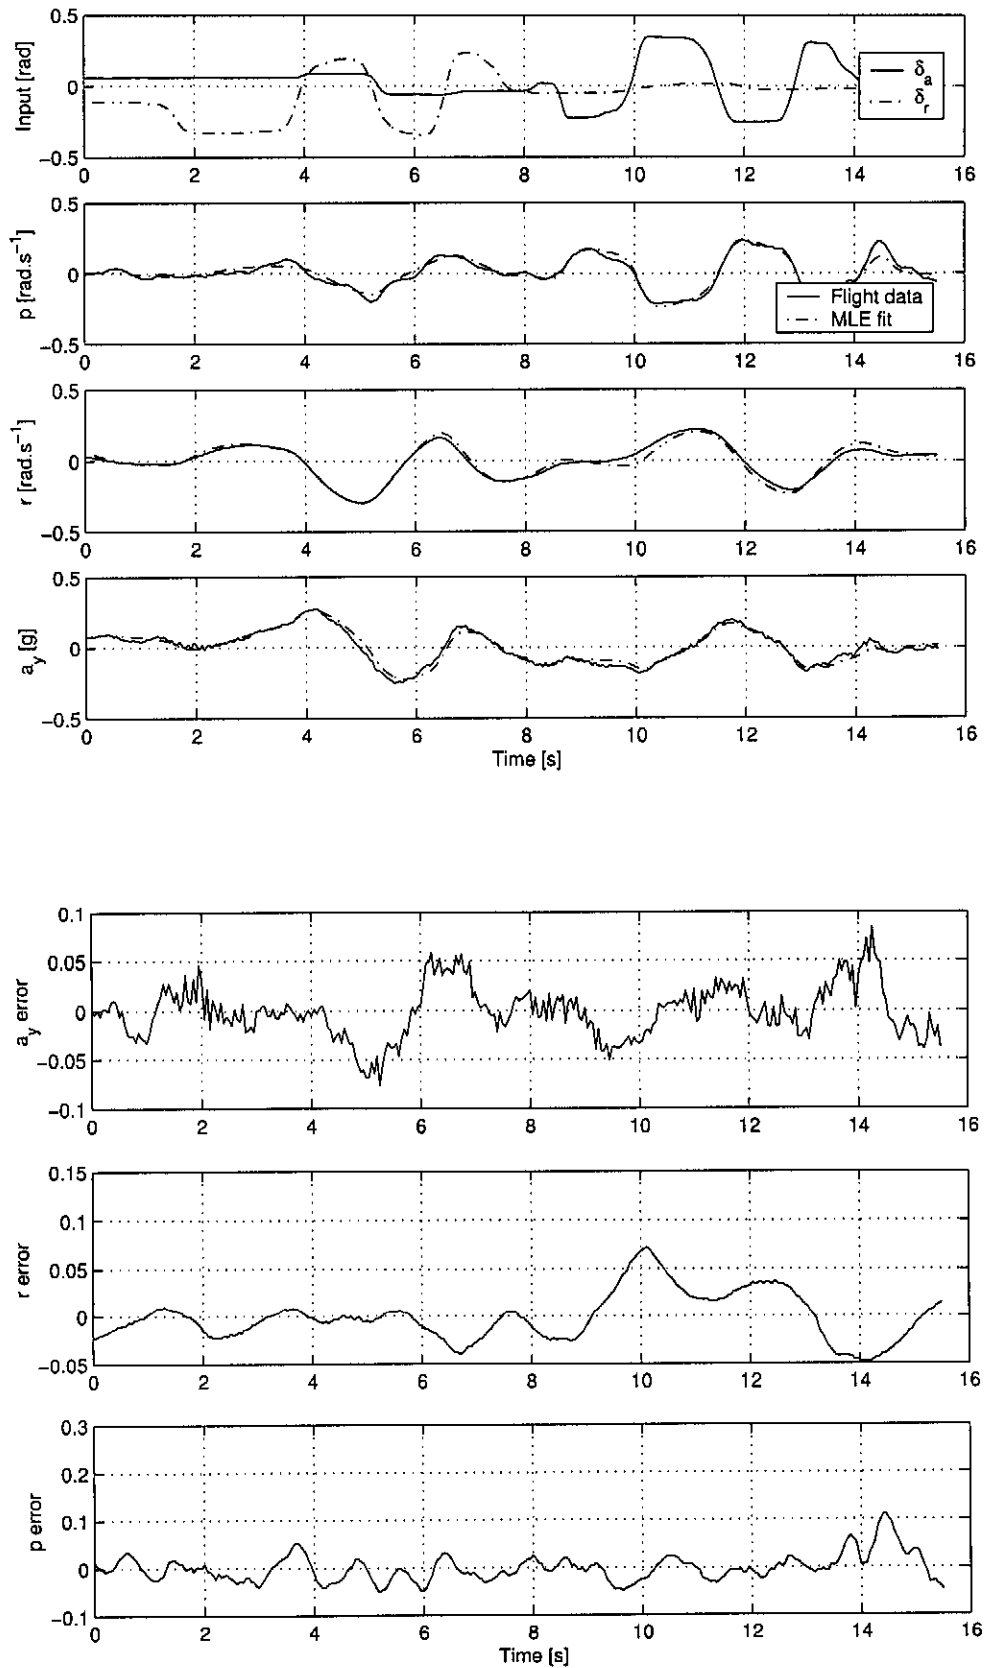 0.5
0
−0.5
Input [rad]
δa
δr
0 2 4 6 8 10 12 14 16
0.5
0
−0.5
p [rad.s−1]
Flight data
MLE fit
0 2 4 6 8 10 12 14 16
0.5
0
−0.5
r [rad.s−1]
0 2 4 6 8 10 12 14 16
0.5
0
−0.5
ay [g]
0 2 4 6 8 10 12 14 16
Time [s]
0.1
0.05
0
−0.05
−0.1
ay error
0 2 4 6 8 10 12 14 16
0.15
0.1
0.05
0
−0.05
r error
0 2 4 6 8 10 12 14 16
0.3
0.2
0.1
0
−0.1
p error
0 2 4 6 8 10 12 14 16
Time [s]